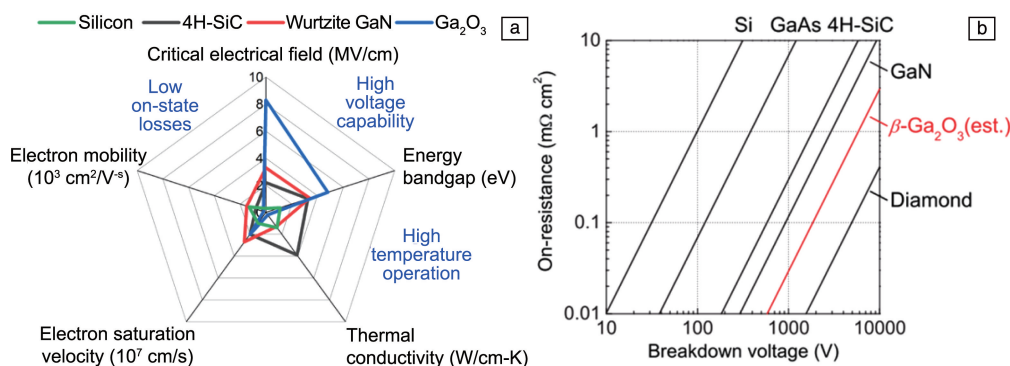 Silicon 4H-SiC Wurtzite GaN Ga₂O₃ a
Critical electrical field (MV/cm)
10
8
6
4
2
Low
on-state
losses
High
voltage
capability
Electron mobility
(10³ cm²/V⁻ˢ)
Energy
bandgap (eV)
High
temperature
operation
Electron saturation
velocity (10⁷ cm/s)
Thermal
conductivity (W/cm-K)
b
Si GaAs 4H-SiC
GaN
β-Ga₂O₃(est.)
Diamond
On-resistance (mΩ cm²)
10
1
0.1
0.01
10 100 1000 10000
Breakdown voltage (V)